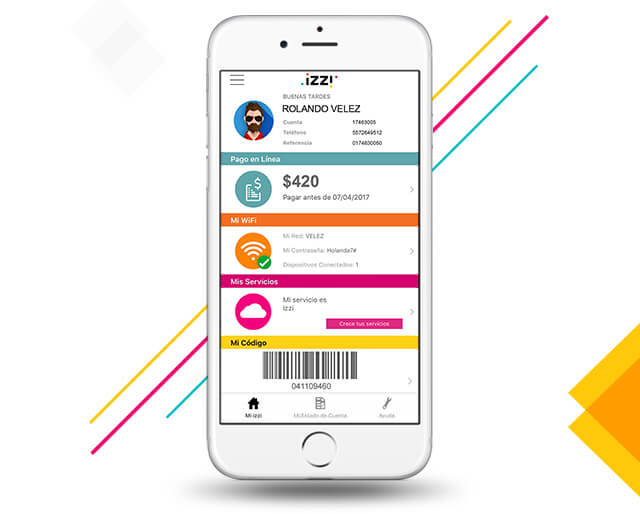 izzi
BUENAS TARDES
ROLANDO VELEZ
Cuenta 17463005
Teléfono 5572649512
Referencia 0174630050
Pago en Línea
$420
Pagar antes de 07/04/2017
Mi WiFi
Mi Red: VELEZ
Mi Contraseña: Holanda7#
Dispositivos Conectados: 1
Mis Servicios
Mi servicio es
izzi
Crece tus servicios
Mi Código
041109460
Mi izzi
Mi Estado de Cuenta
Ayuda